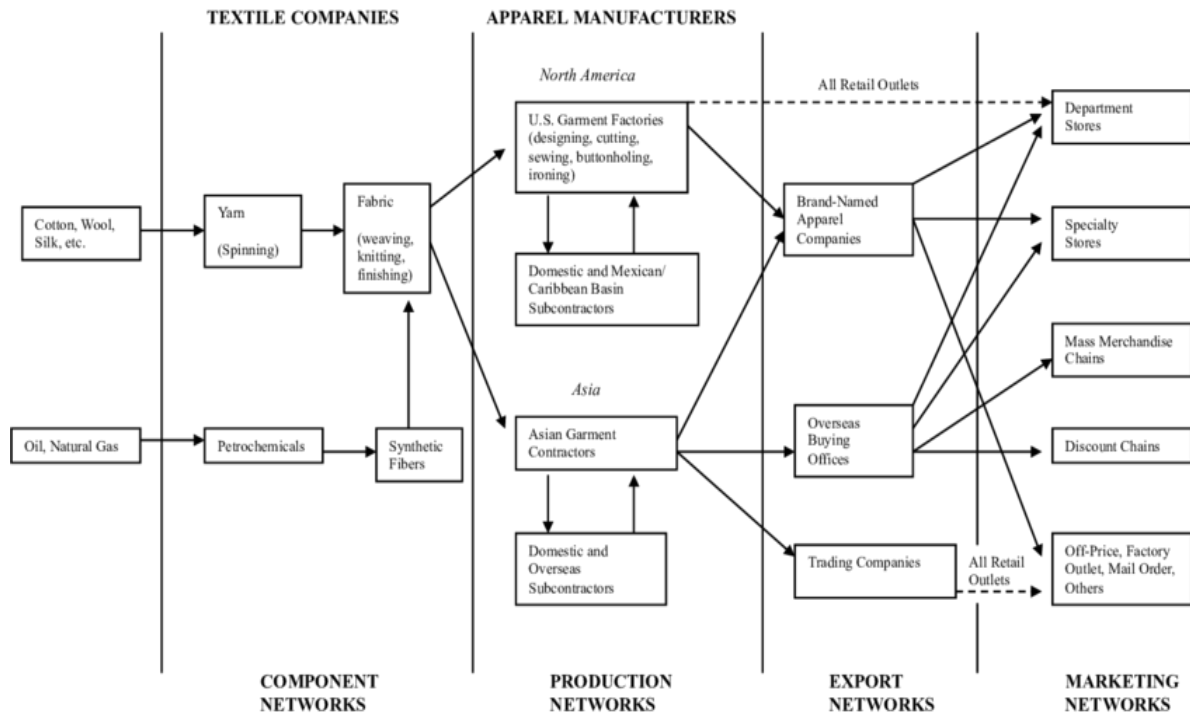 TEXTILE COMPANIES
APPAREL MANUFACTURERS
Cotton, Wool,
Silk, etc.
Oil, Natural Gas
Yarn
(Spinning)
Fabric
(weaving,
knitting,
finishing)
Petrochemicals
Synthetic
Fibers
North America
U.S. Garment Factories
(designing, cutting,
sewing, buttonholing,
ironing)
Domestic and Mexican/
Caribbean Basin
Subcontractors
Asia
Asian Garment
Contractors
Domestic and
Overseas
Subcontractors
All Retail Outlets
Brand-Named
Apparel
Companies
Overseas
Buying
Offices
Trading Companies
All Retail
Outlets
Department
Stores
Specialty
Stores
Mass Merchandise
Chains
Discount Chains
Off-Price, Factory
Outlet, Mail Order,
Others
COMPONENT
NETWORKS
PRODUCTION
NETWORKS
EXPORT
NETWORKS
MARKETING
NETWORKS